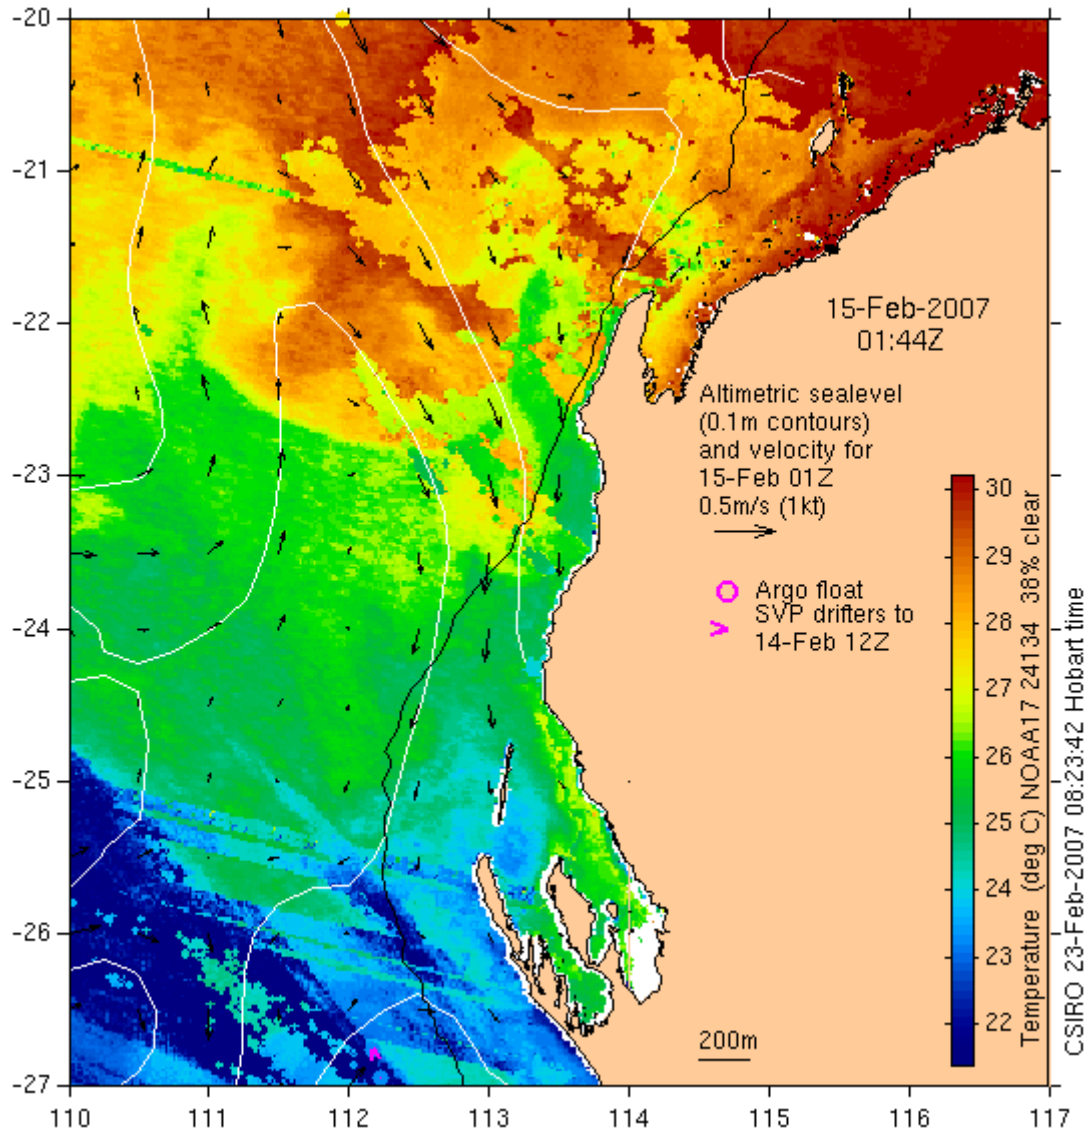 -20
-21
-22
-23
-24
-25
-26
-27
110
111
112
113
114
115
116
117
15-Feb-2007
01:44Z
Altimetric sealevel
(0.1m contours)
and velocity for
15-Feb 01Z
0.5m/s (1kt)
Argo float
SVP drifters to
14-Feb 12Z
200m
30
29
28
27
26
25
24
23
22
Temperature (deg C) NOAA17 24134 38% clear
CSIRO 23-Feb-2007 08:23:42 Hobart time